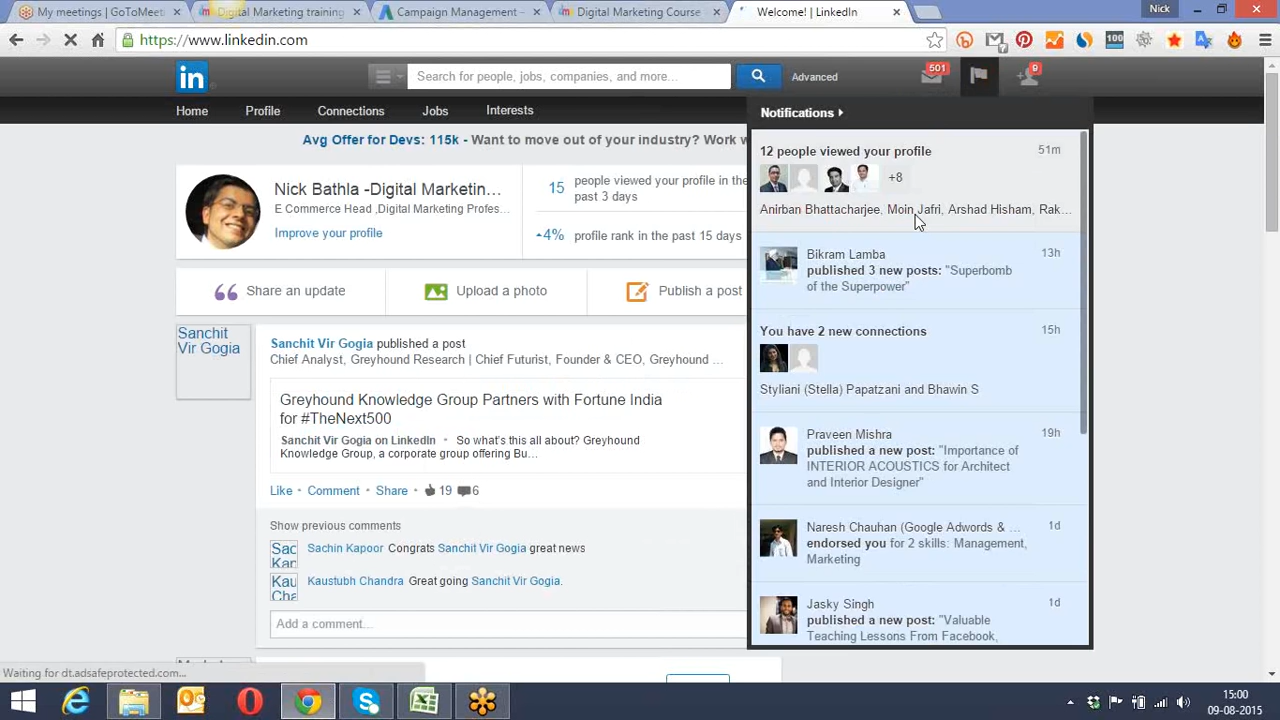 My meetings | GoToMeeti
Digital Marketing training
Campaign Management –
Digital Marketing Course
Welcome! | LinkedIn
Nick
https://www.linkedin.com
100
in
Search for people, jobs, companies, and more...
Advanced
501
9
Home
Profile
Connections
Jobs
Interests
Notifications
Avg Offer for Devs: 115k - Want to move out of your industry? Work w
Nick Bathla -Digital Marketin...
E Commerce Head ,Digital Marketing Profes...
Improve your profile
15
people viewed your profile in the
past 3 days
4%
profile rank in the past 15 days
Share an update
Upload a photo
Publish a post
Sanchit
Vir Gogia
Sanchit Vir Gogia published a post
Chief Analyst, Greyhound Research | Chief Futurist, Founder & CEO, Greyhound ...
Greyhound Knowledge Group Partners with Fortune India
for #TheNext500
Sanchit Vir Gogia on LinkedIn • So what's this all about? Greyhound
Knowledge Group, a corporate group offering Bu...
Like • Comment • Share • 19 6
Show previous comments
Sac
Kar
Sachin Kapoor Congrats Sanchit Vir Gogia great news
Kau
Cha
Kaustubh Chandra Great going Sanchit Vir Gogia.
Add a comment...
12 people viewed your profile
51m
+8
Anirban Bhattacharjee, Moin Jafri, Arshad Hisham, Rak...
Bikram Lamba
13h
published 3 new posts: "Superbomb
of the Superpower"
You have 2 new connections
15h
Styliani (Stella) Papatzani and Bhawin S
Praveen Mishra
19h
published a new post: "Importance of
INTERIOR ACOUSTICS for Architect
and Interior Designer"
Naresh Chauhan (Google Adwords & ...
1d
endorsed you for 2 skills: Management,
Marketing
Jasky Singh
1d
published a new post: "Valuable
Teaching Lessons From Facebook,
Waiting for dt.adsafeprotected.com...
15:00
09-08-2015